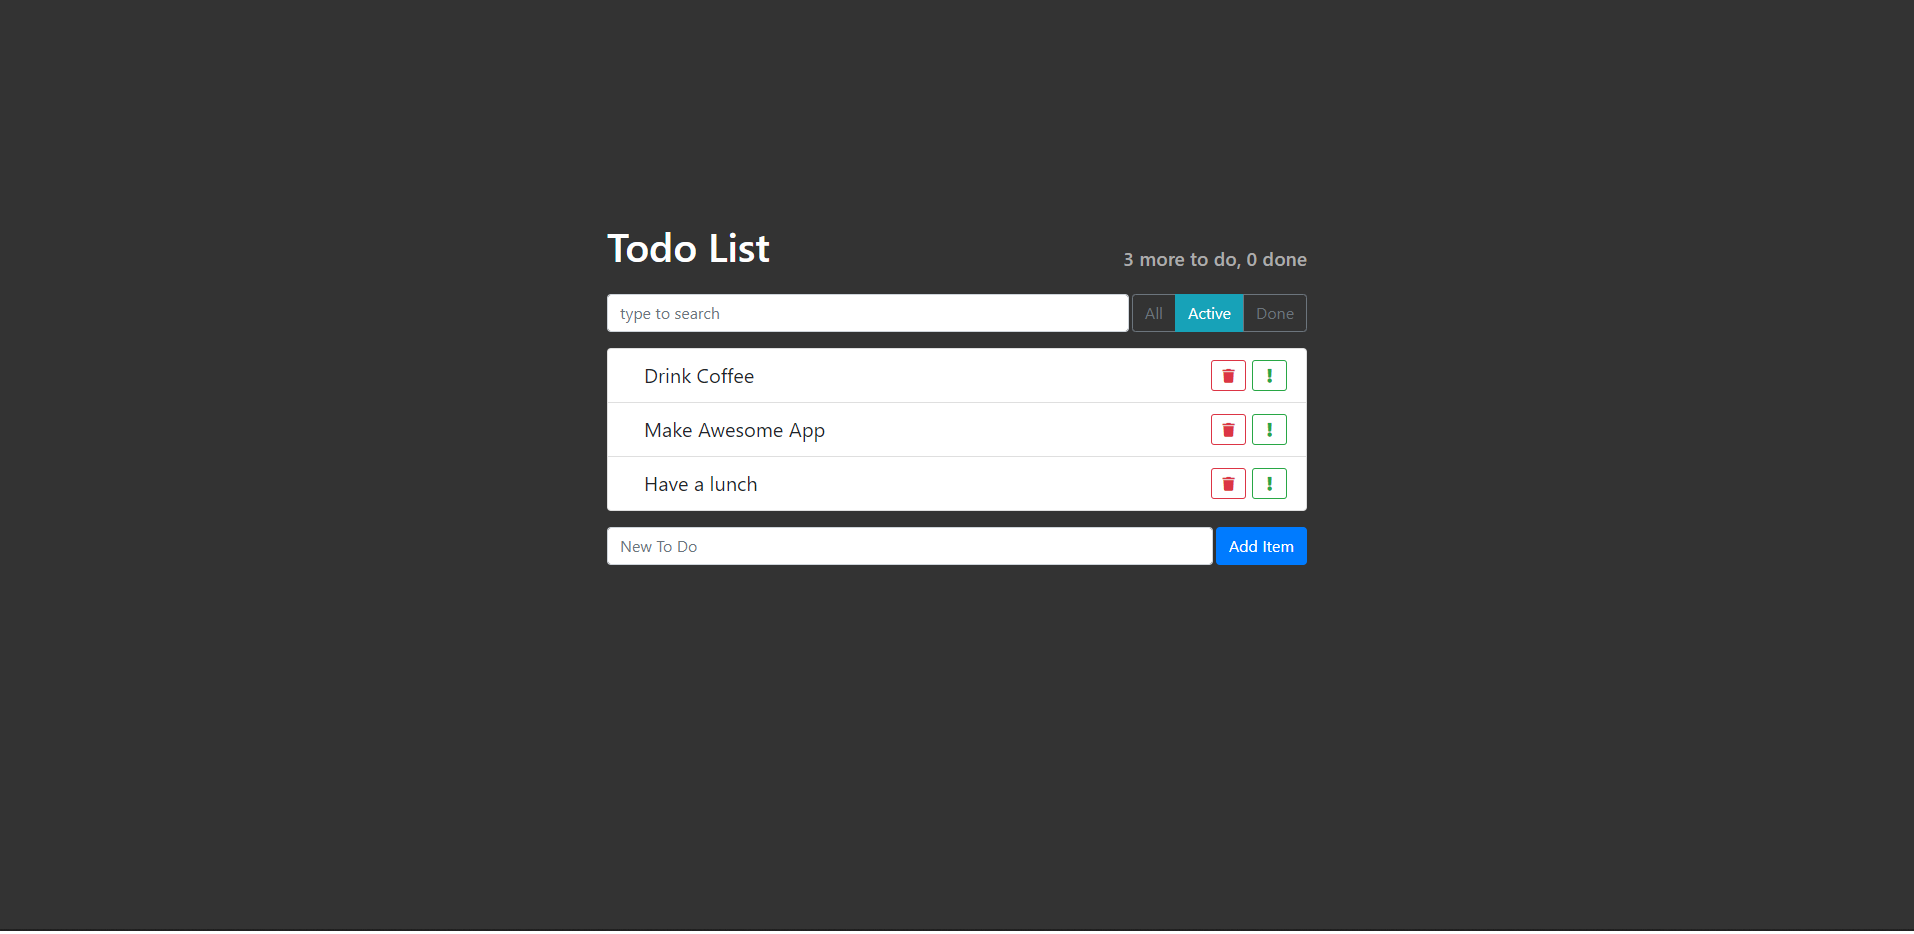 Todo List
3 more to do, 0 done
type to search
All Active Done
Drink Coffee
Make Awesome App
Have a lunch
New To Do
Add Item